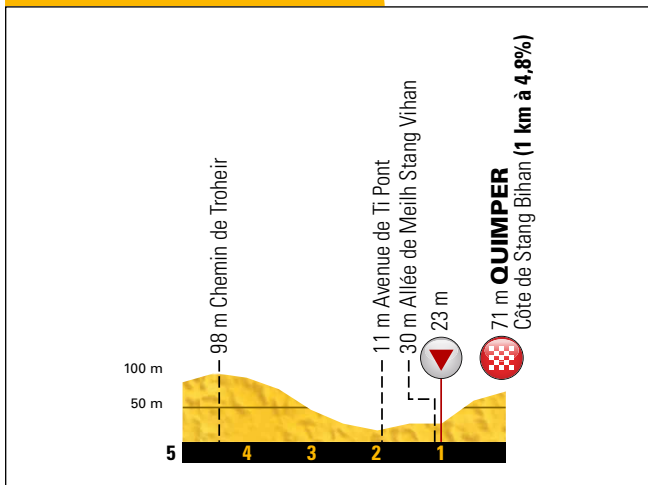 98 m Chemin de Troheir
11 m Avenue de Ti Pont
30 m Allée de Meilh Stang Vihan
23 m
71 m QUIMPER
Côte de Stang Bihan (1 km à 4,8%)
100 m
50 m
5 4 3 2 1